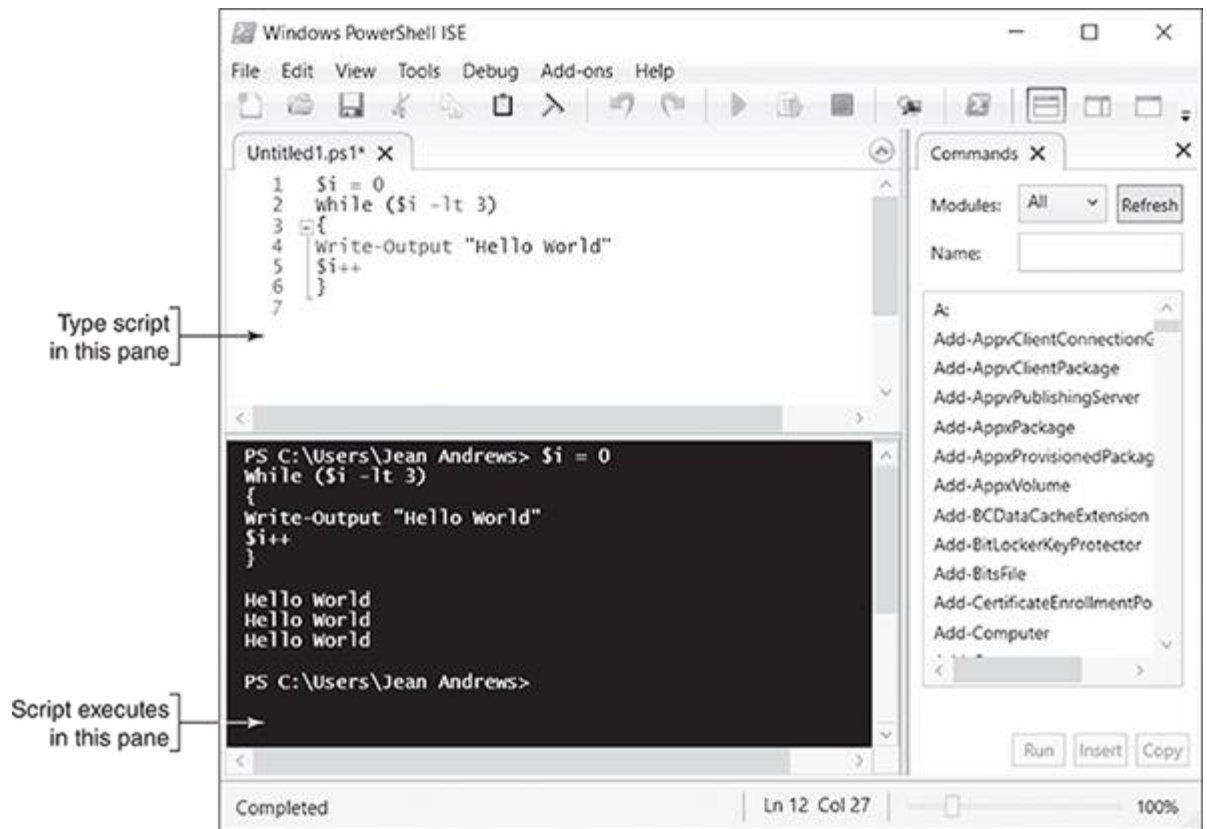 Windows PowerShell ISE
File Edit View Tools Debug Add-ons Help
Untitled1.ps1*
1 $i = 0
2 While ($i -lt 3)
3 {
4 Write-Output "Hello World"
5 $i++
6 }
7
Type script
in this pane
PS C:\Users\Jean Andrews> $i = 0
While ($i -lt 3)
{
Write-Output "Hello World"
$i++
}
Hello World
Hello World
Hello World
PS C:\Users\Jean Andrews>
Script executes
in this pane
Commands
Modules: All Refresh
Name:
A:
Add-AppvClientConnectionG
Add-AppvClientPackage
Add-AppvPublishingServer
Add-AppxPackage
Add-AppxProvisionedPackag
Add-AppxVolume
Add-BCDataCacheExtension
Add-BitLockerKeyProtector
Add-BitsFile
Add-CertificateEnrollmentPo
Add-Computer
Run Insert Copy
Completed Ln 12 Col 27 100%